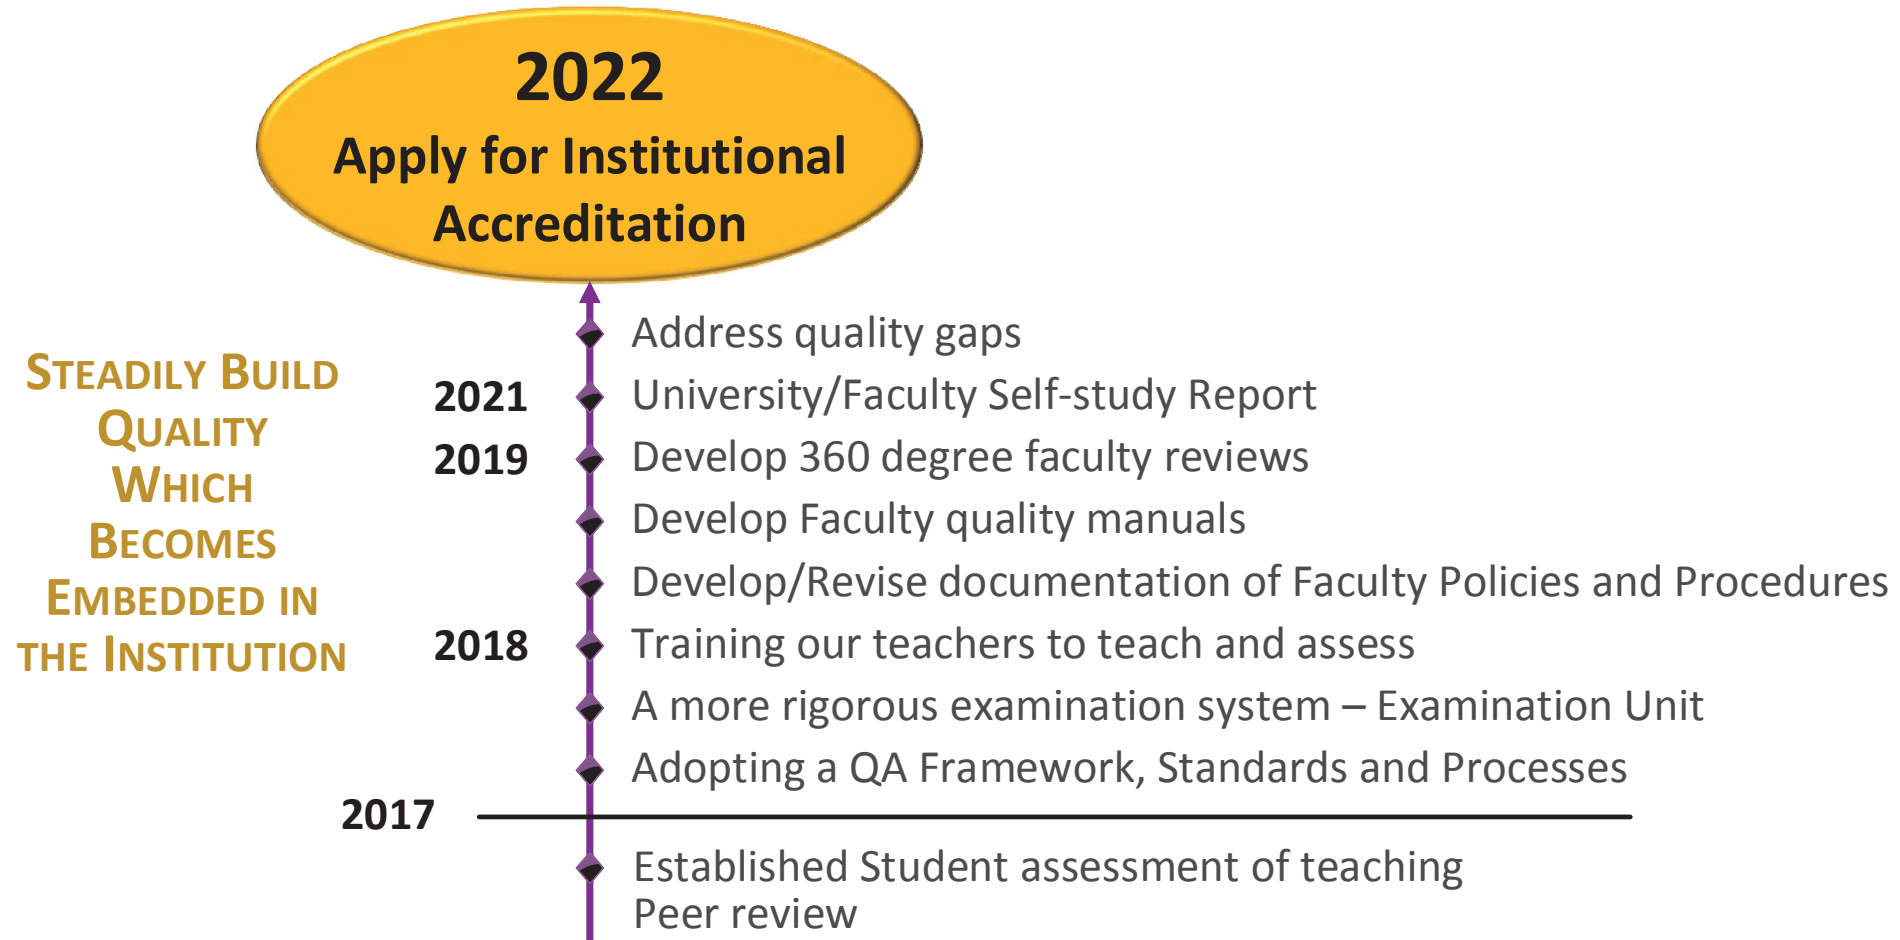 2022
Apply for Institutional
Accreditation
STEADILY BUILD
QUALITY
WHICH
BECOMES
EMBEDDED IN
THE INSTITUTION
Address quality gaps
2021 University/Faculty Self-study Report
2019 Develop 360 degree faculty reviews
Develop Faculty quality manuals
Develop/Revise documentation of Faculty Policies and Procedures
2018 Training our teachers to teach and assess
A more rigorous examination system – Examination Unit
Adopting a QA Framework, Standards and Processes
2017
Established Student assessment of teaching
Peer review